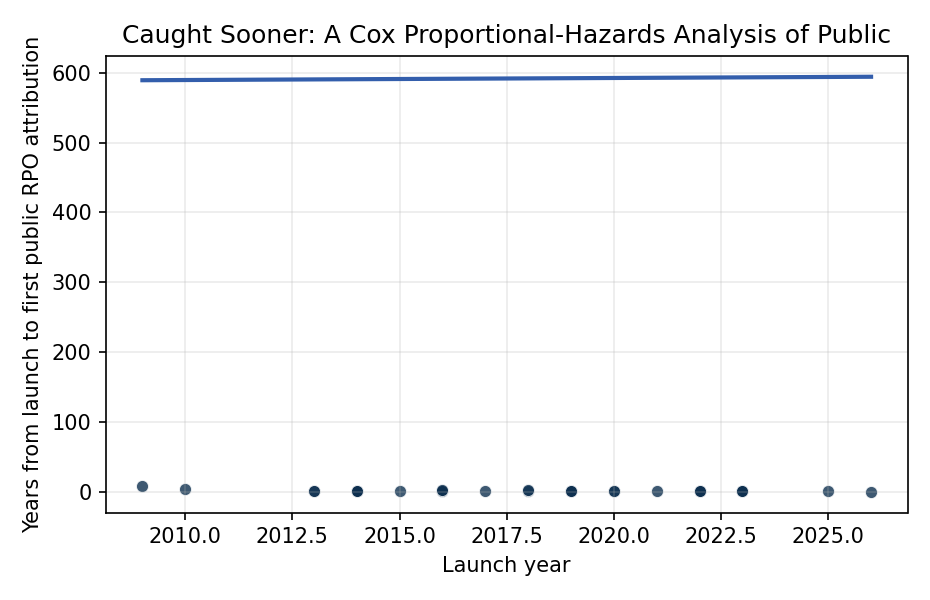 Caught Sooner: A Cox Proportional-Hazards Analysis of Public
Years from launch to first public RPO attribution
600
500
400
300
200
100
0
2010.0 2012.5 2015.0 2017.5 2020.0 2022.5 2025.0
Launch year